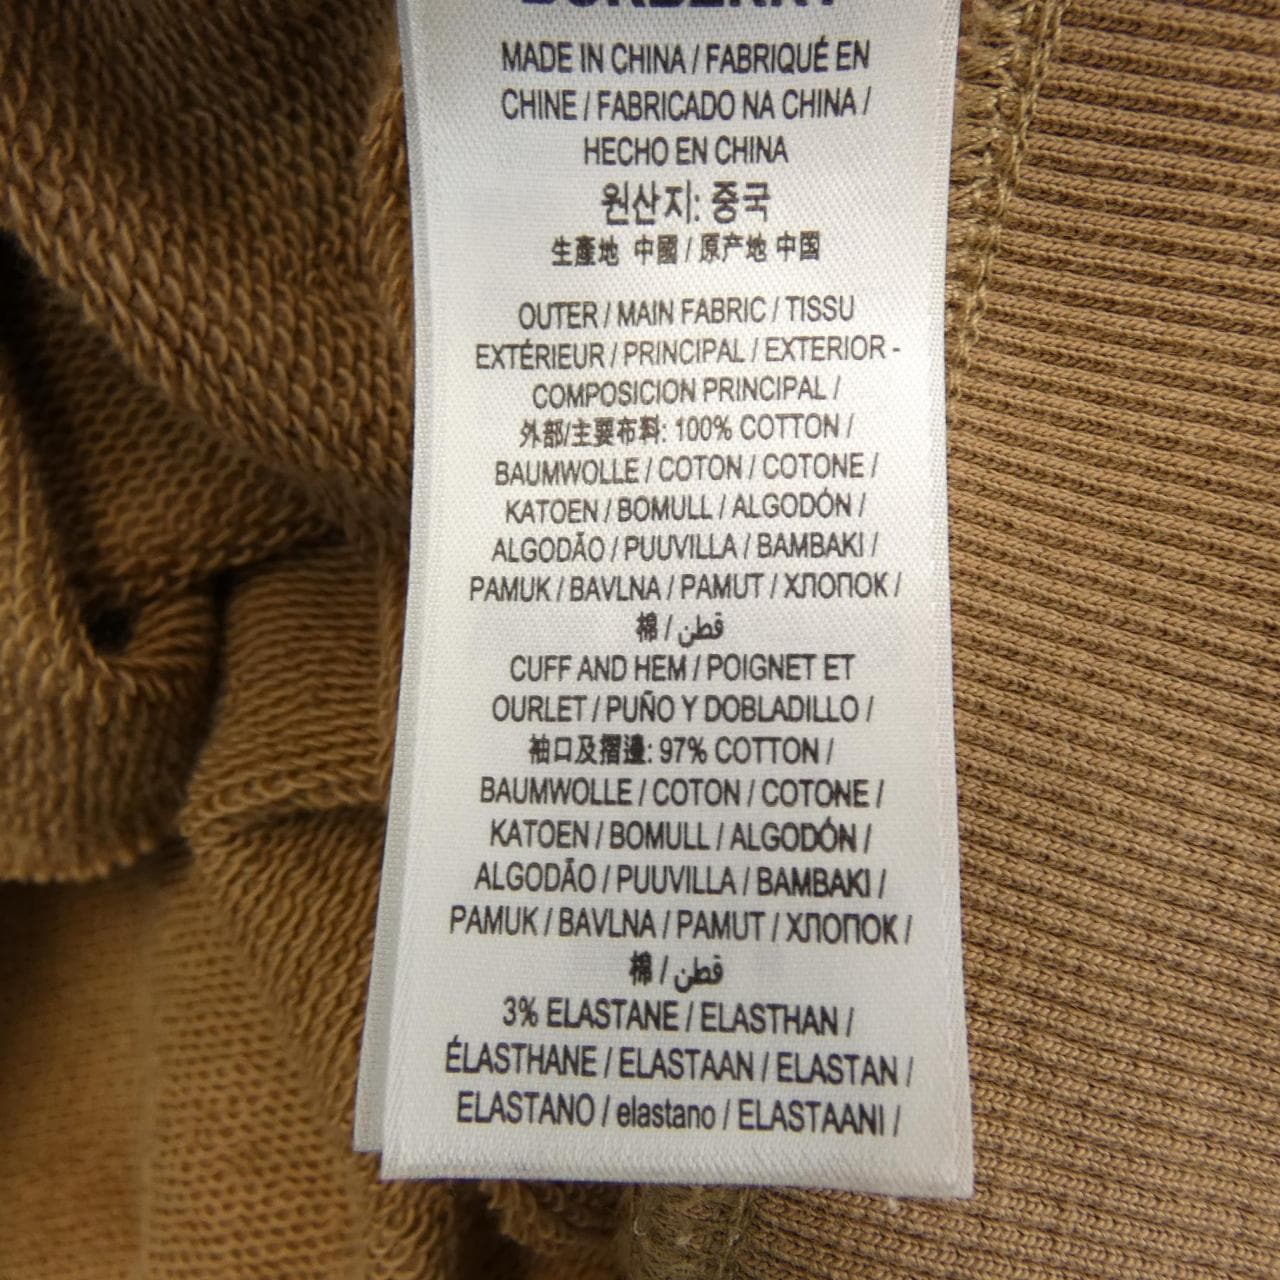 BURBERRY
MADE IN CHINA / FABRIQUÉ EN
CHINE / FABRICADO NA CHINA /
HECHO EN CHINA
원산지: 중국
生產地 中國 / 原产地 中国
OUTER / MAIN FABRIC / TISSU
EXTÉRIEUR / PRINCIPAL / EXTERIOR -
COMPOSICION PRINCIPAL /
外部/主要布料: 100% COTTON /
BAUMWOLLE / COTON / COTONE /
KATOEN / BOMULL / ALGODÓN /
ALGODÃO / PUUVILLA / BAMBAKI /
PAMUK / BAVLNA / PAMUT / ХЛОПОК /
棉 / قطن
CUFF AND HEM / POIGNET ET
OURLET / PUÑO Y DOBLADILLO /
袖口及摺邊: 97% COTTON /
BAUMWOLLE / COTON / COTONE /
KATOEN / BOMULL / ALGODÓN /
ALGODÃO / PUUVILLA / BAMBAKI /
PAMUK / BAVLNA / PAMUT / ХЛОПОК /
棉 / قطن
3% ELASTANE / ELASTHAN /
ÉLASTHANE / ELASTAAN / ELASTAN /
ELASTANO / elastano / ELASTAANI /